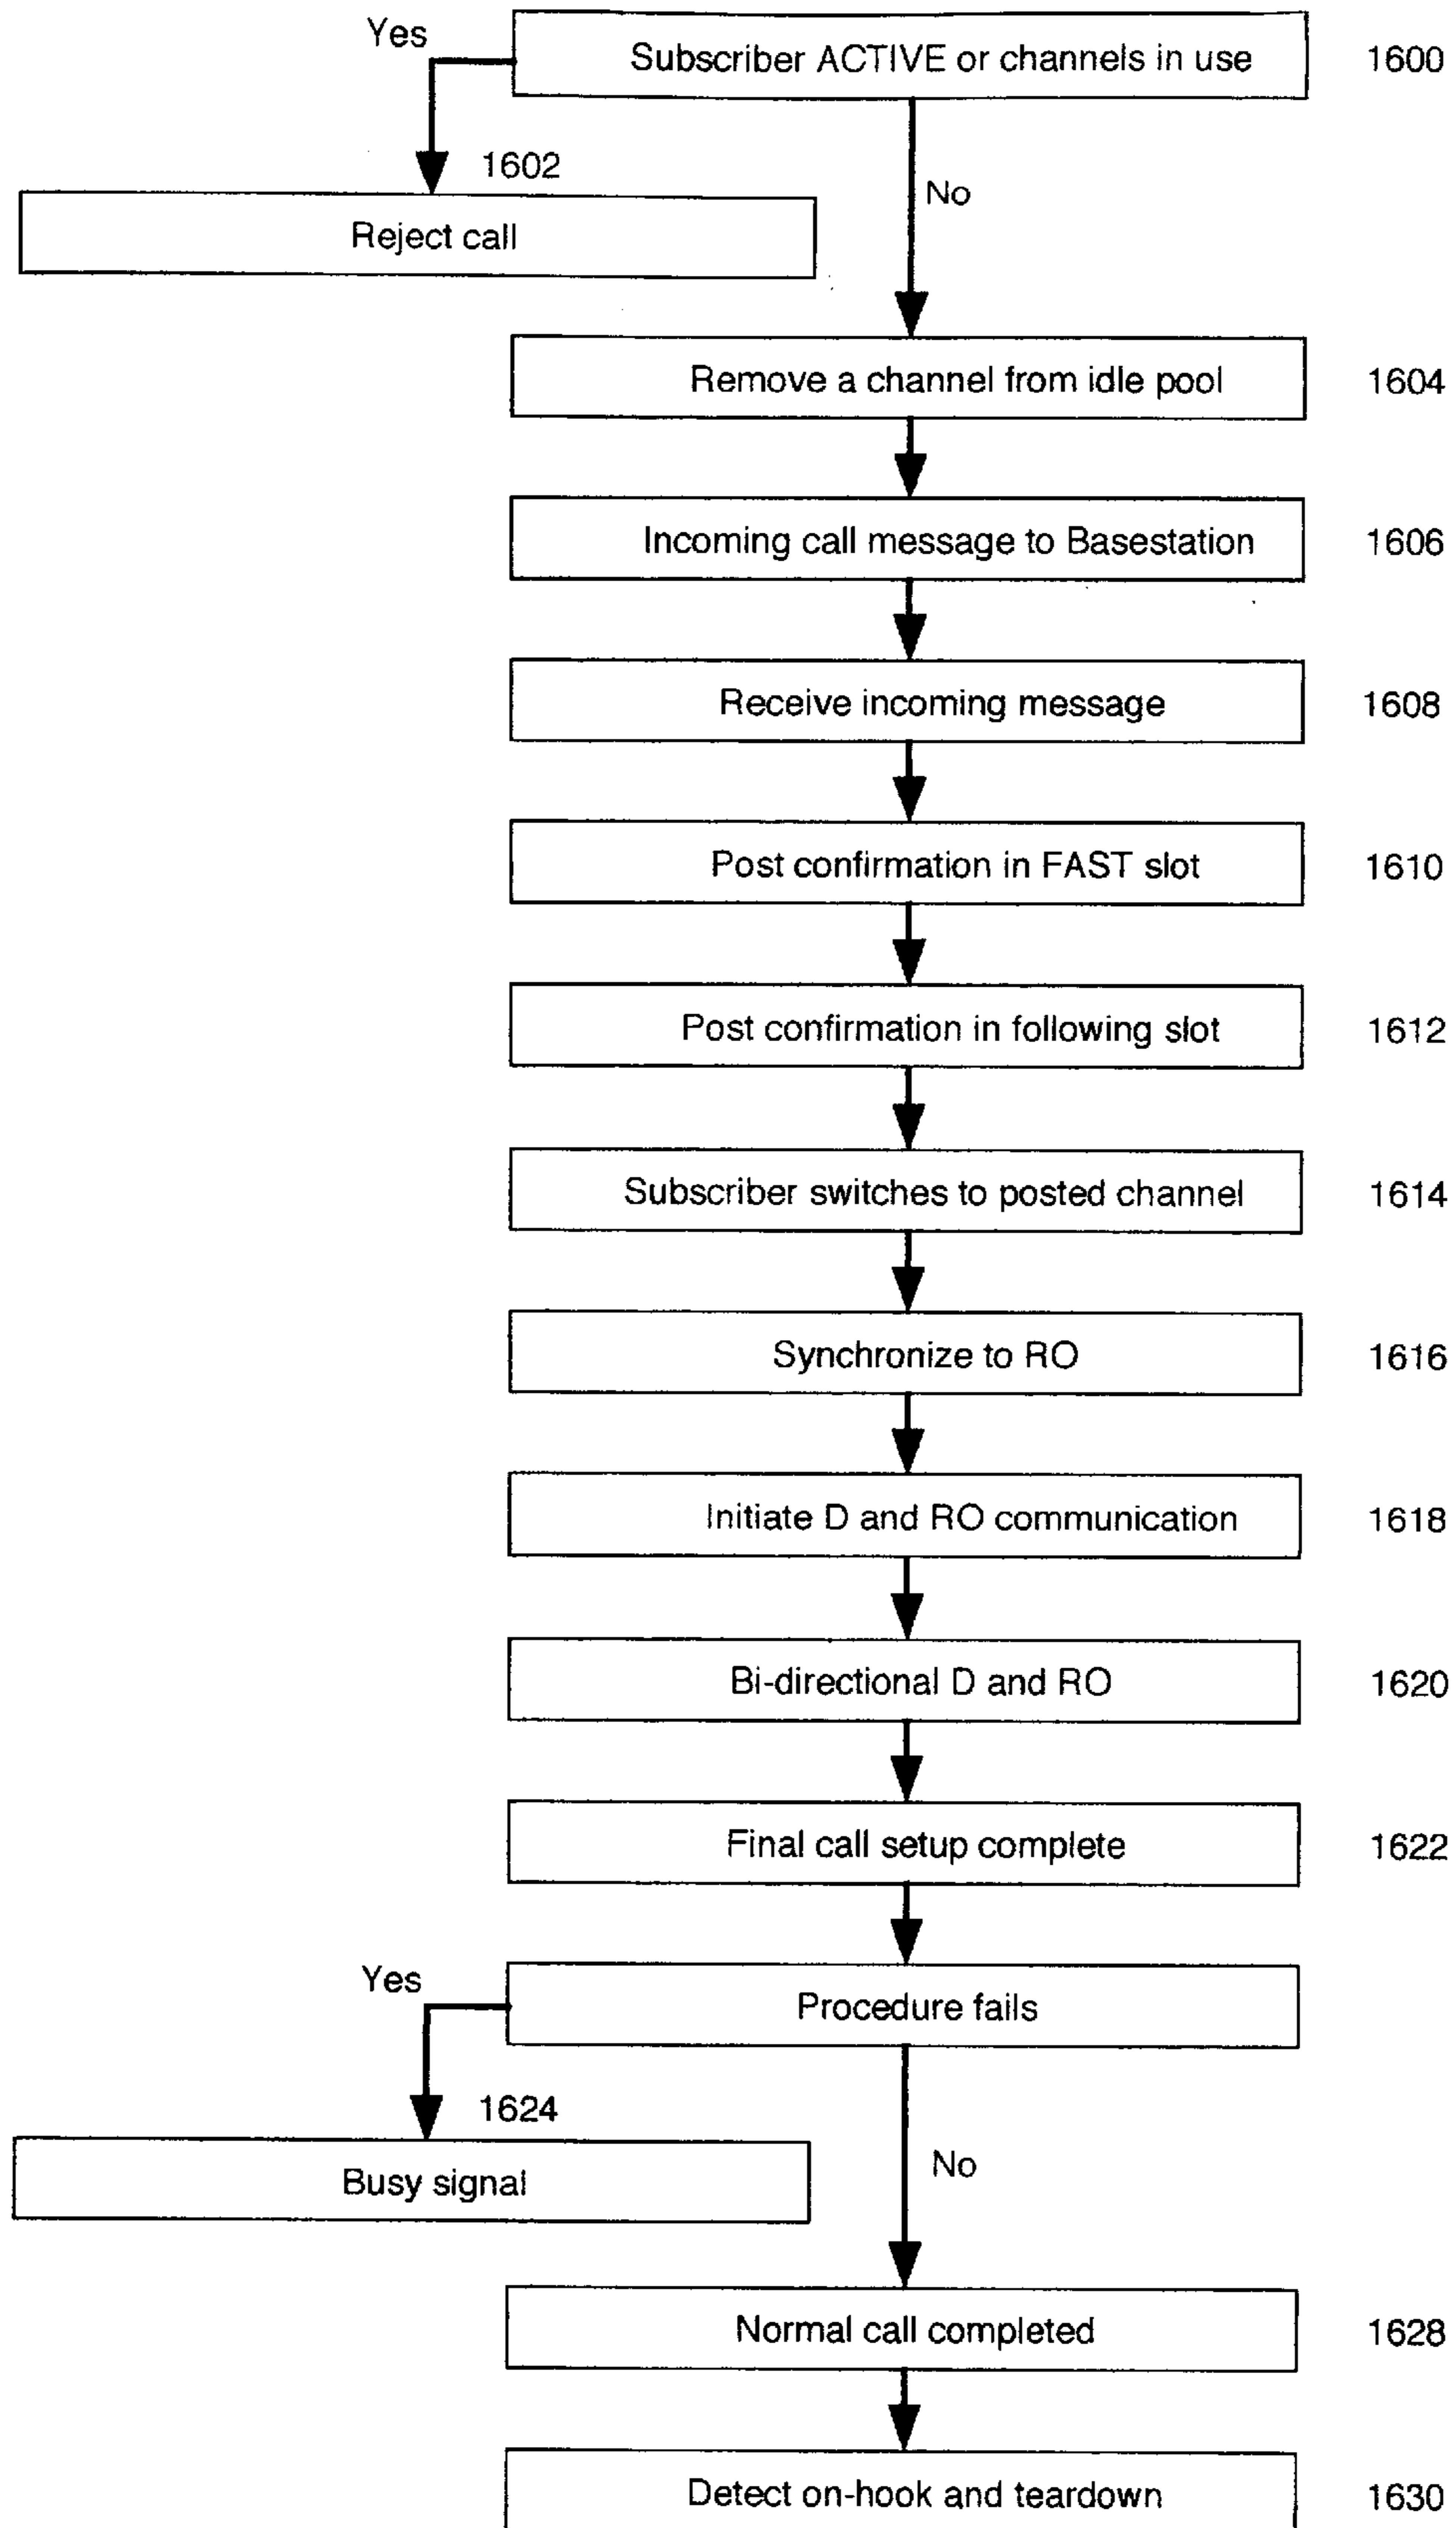 Yes
Subscriber ACTIVE or channels in use 1600
1602
Reject call
No
Remove a channel from idle pool 1604
Incoming call message to Basestation 1606
Receive incoming message 1608
Post confirmation in FAST slot 1610
Post confirmation in following slot 1612
Subscriber switches to posted channel 1614
Synchronize to RO 1616
Initiate D and RO communication 1618
Bi-directional D and RO 1620
Final call setup complete 1622
Yes
Procedure fails
1624
Busy signal
No
Normal call completed 1628
Detect on-hook and teardown 1630